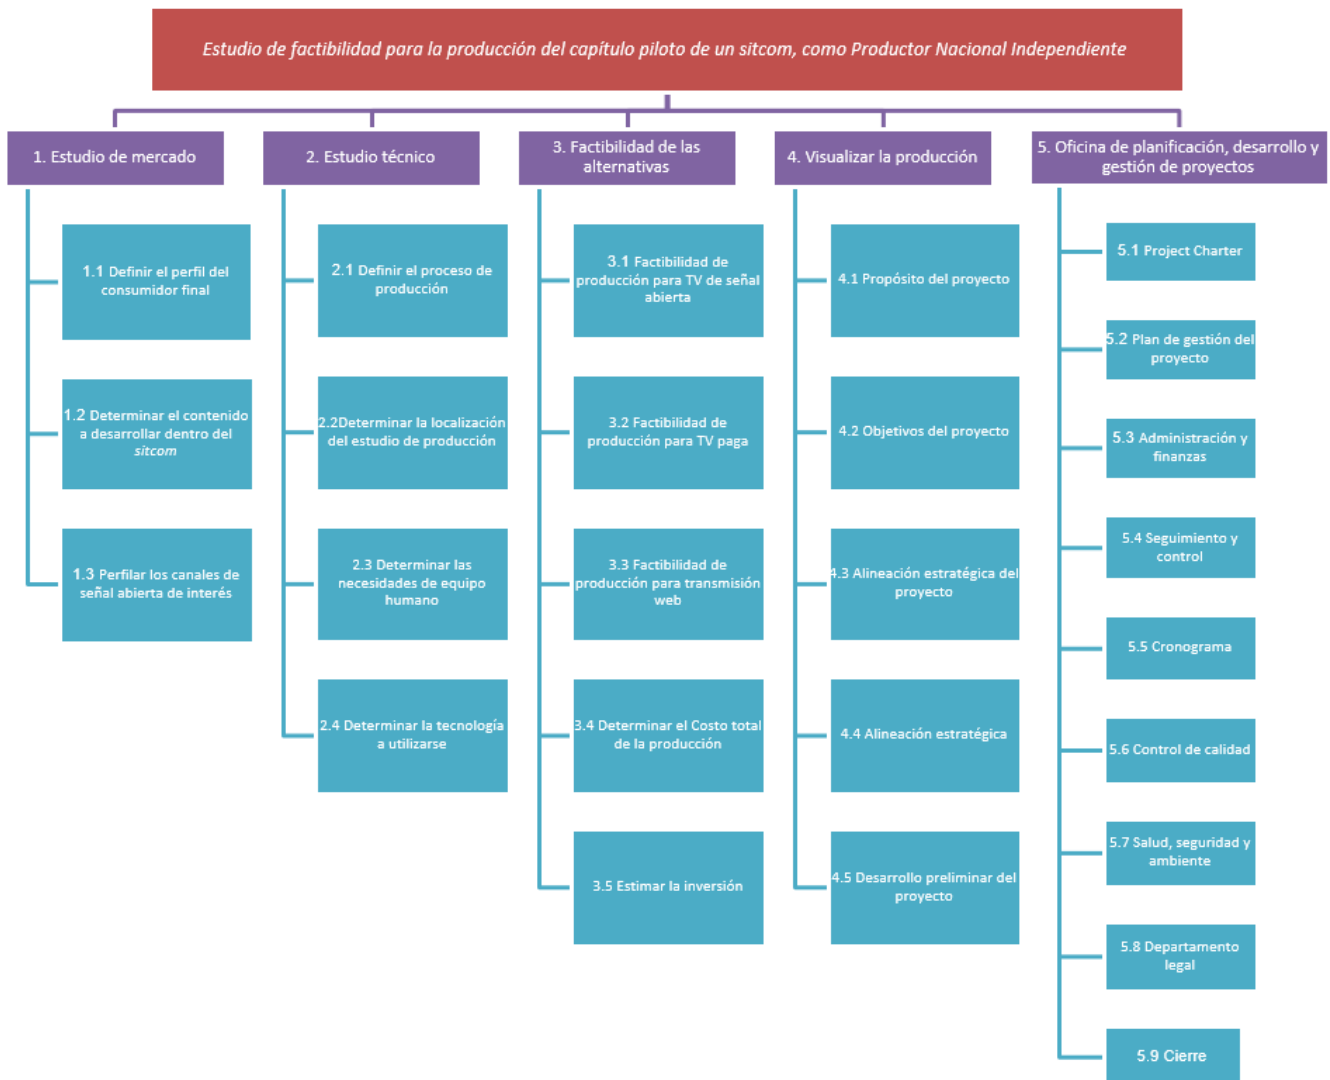 Estudio de factibilidad para la producción del capítulo piloto de un sitcom, como Productor Nacional Independiente
1. Estudio de mercado
1.1 Definir el perfil del
consumidor final
1.2 Determinar el contenido
a desarrollar dentro del
sitcom
1.3 Perfilar los canales de
señal abierta de interés
2. Estudio técnico
2.1 Definir el proceso de
producción
2.2Determinar la localización
del estudio de producción
2.3 Determinar las
necesidades de equipo
humano
2.4 Determinar la tecnología
a utilizarse
3. Factibilidad de las
alternativas
3.1 Factibilidad de
producción para TV de señal
abierta
3.2 Factibilidad de
producción para TV paga
3.3 Factibilidad de
producción para transmisión
web
3.4 Determinar el Costo total
de la producción
3.5 Estimar la inversión
4. Visualizar la producción
4.1 Propósito del proyecto
4.2 Objetivos del proyecto
4.3 Alineación estratégica del
proyecto
4.4 Alineación estratégica
4.5 Desarrollo preliminar del
proyecto
5. Oficina de planificación, desarrollo y
gestión de proyectos
5.1 Project Charter
5.2 Plan de gestión del
proyecto
5.3 Administración y
finanzas
5.4 Seguimiento y
control
5.5 Cronograma
5.6 Control de calidad
5.7 Salud, seguridad y
ambiente
5.8 Departamento
legal
5.9 Cierre